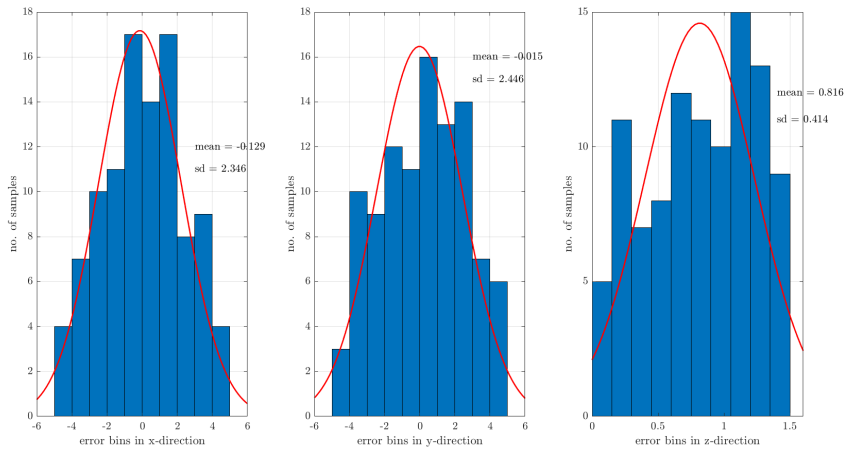 18
16
14
12
10
8
6
4
2
0
no. of samples
mean = -0.129
sd = 2.346
-6 -4 -2 0 2 4 6
error bins in x-direction
18
16
14
12
10
8
6
4
2
0
no. of samples
mean = -0.015
sd = 2.446
-6 -4 -2 0 2 4 6
error bins in y-direction
15
10
5
0
no. of samples
mean = 0.816
sd = 0.414
0 0.5 1 1.5
error bins in z-direction